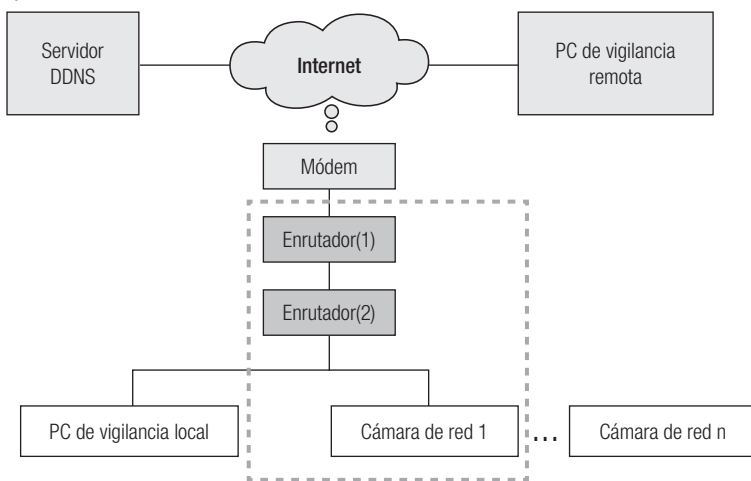 Servidor
DDNS
Internet
PC de vigilancia
remota
Módem
Enrutador(1)
Enrutador(2)
PC de vigilancia local
Cámara de red 1
...
Cámara de red n